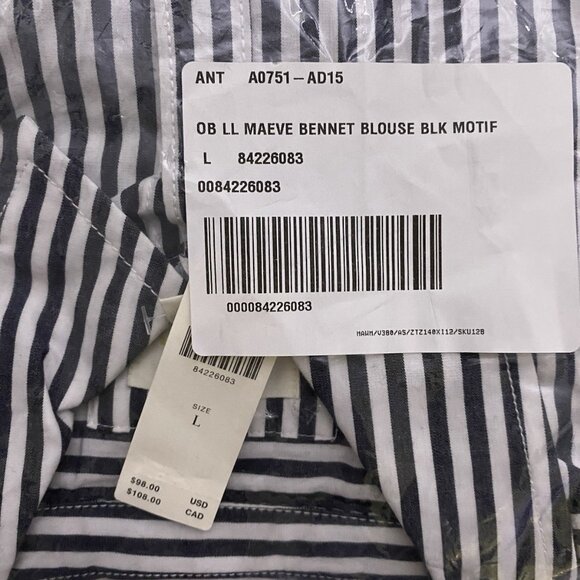 ANT A0751-AD15
OB LL MAEVE BENNET BLOUSE BLK MOTIF
L 84226083
0084226083
000084226083
MAWM/V380/AS/ZTZ140XI12/SKU128
84226083
SIZE
L
$98.00 USD
$108.00 CAD